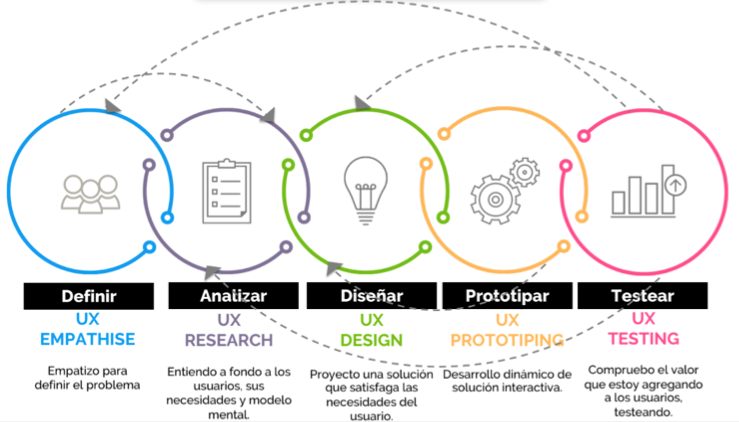 Definir
UX
EMPATHISE
Empatizo para
definir el problema
Analizar
UX
RESEARCH
Entiendo a fondo a los
usuarios, sus
necesidades y modelo
mental.
Diseñar
UX
DESIGN
Proyecto una solución
que satisfaga las
necesidades del
usuario.
Prototipar
UX
PROTOTIPING
Desarrollo dinámico de
solución interactiva.
Testear
UX
TESTING
Compruebo el valor
que estoy agregando
a los usuarios,
testeando.